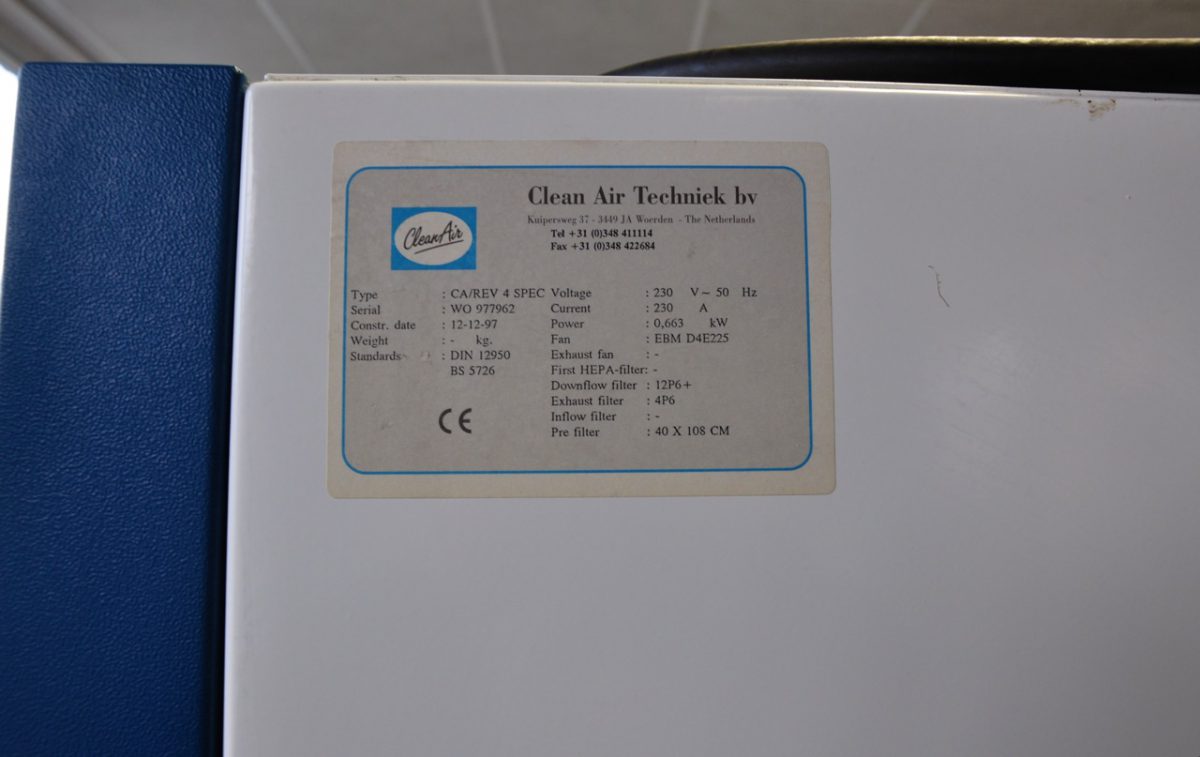 Clean Air Techniek bv
Kuipersweg 37 - 3449 JA Woerden - The Netherlands
Tel +31 (0)348 411114
Fax +31 (0)348 422684
CleanAir
Type : CA/REV 4 SPEC
Serial : WO 977962
Constr. date : 12-12-97
Weight : - kg.
Standards : DIN 12950
BS 5726
CE
Voltage : 230 V~ 50 Hz
Current : 230 A
Power : 0,663 kW
Fan : EBM D4E225
Exhaust fan : -
First HEPA-filter: -
Downflow filter : 12P6+
Exhaust filter : 4P6
Inflow filter : -
Pre filter : 40 X 108 CM